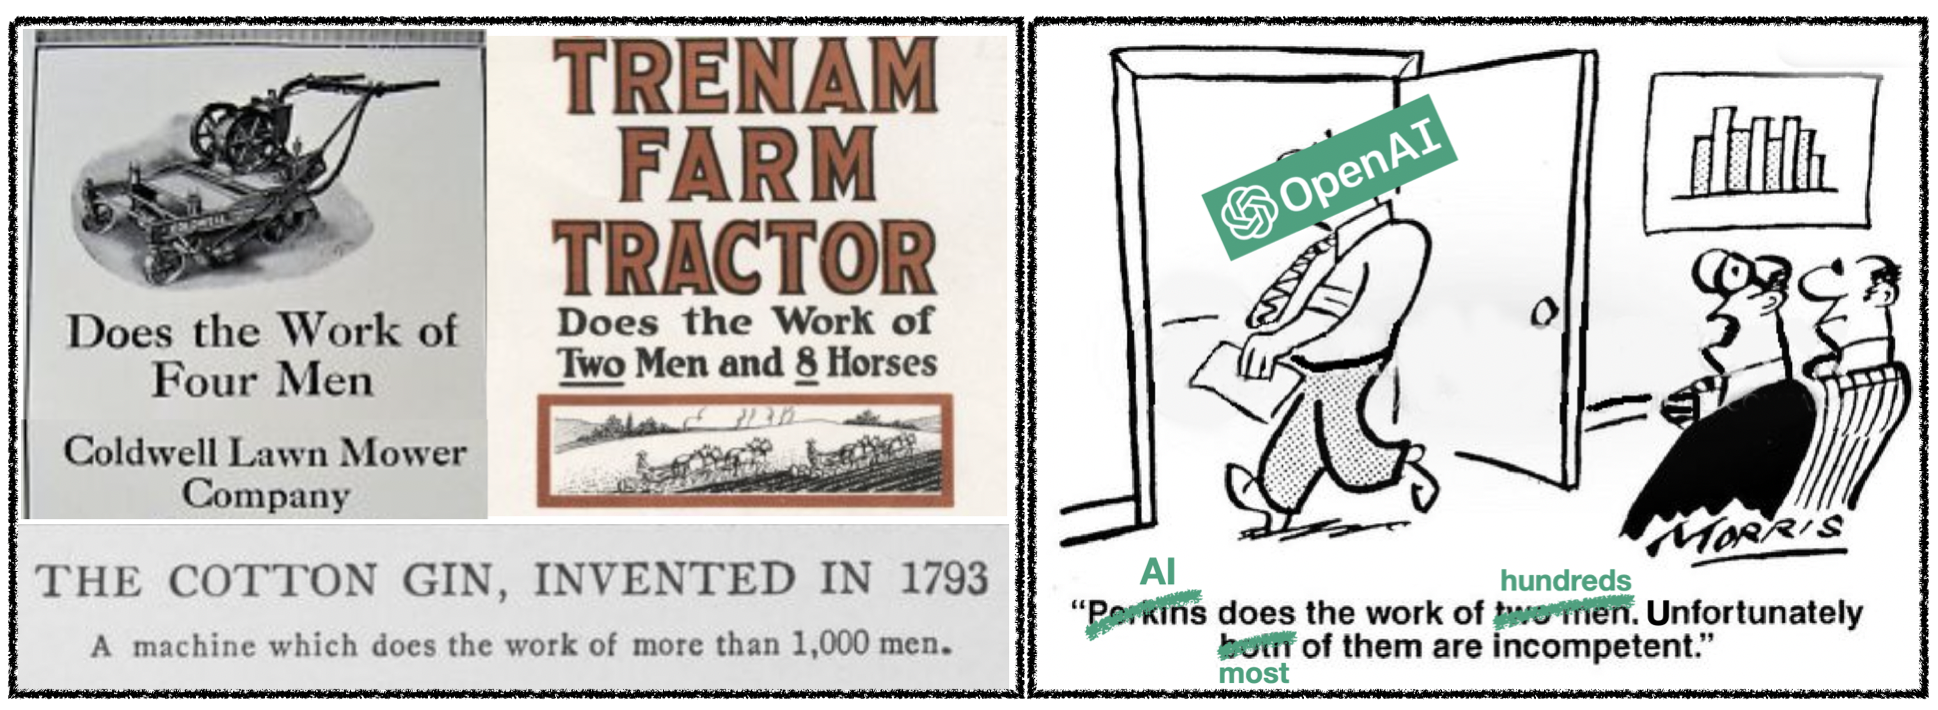 Does the Work of
Four Men
Coldwell Lawn Mower
Company
TRENAM
FARM
TRACTOR
Does the Work of
Two Men and 8 Horses
THE COTTON GIN, INVENTED IN 1793
A machine which does the work of more than 1,000 men.
OpenAI
MORRIS
AI
hundreds
“Perkins does the work of two men. Unfortunately
both of them are incompetent.”
most